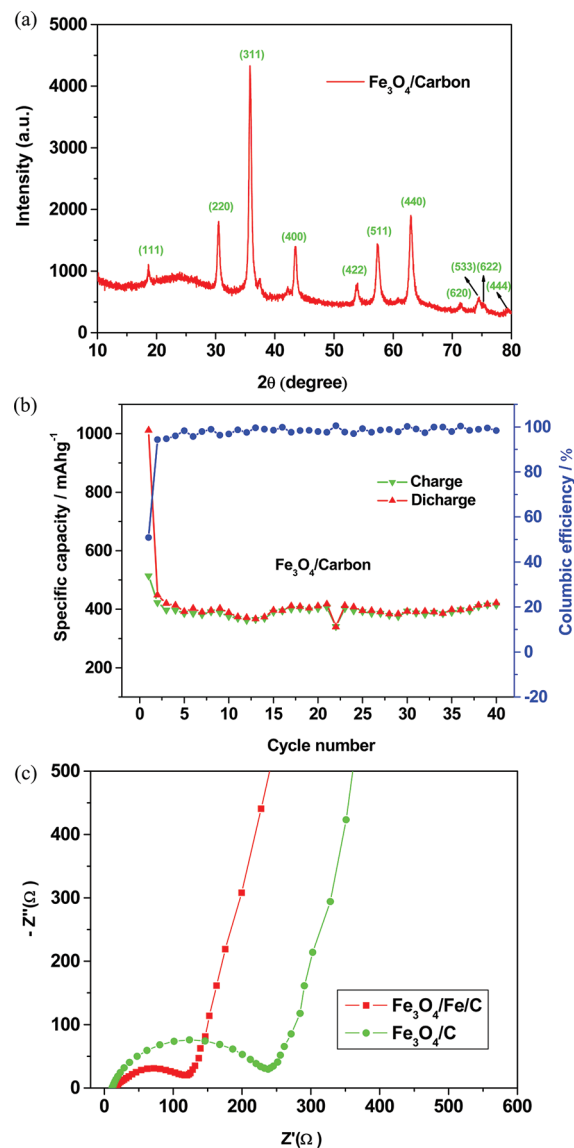 (a)
5000
4000
3000
2000
1000
0
Intensity (a.u.)
(111)
(220)
(311)
(400)
(422)
(511)
(440)
(620)
(533)
(622)
(444)
Fe₃O₄/Carbon
10 20 30 40 50 60 70 80
2θ (degree)
(b)
1000
800
600
400
200
Specific capacity / mAhg⁻¹
Charge
Dicharge
Fe₃O₄/Carbon
100
80
60
40
20
0
Columbic efficiency / %
0 5 10 15 20 25 30 35 40
Cycle number
(c)
500
400
300
200
100
0
- Z''(Ω)
Fe₃O₄/Fe/C
Fe₃O₄/C
0 100 200 300 400 500 600
Z'(Ω)